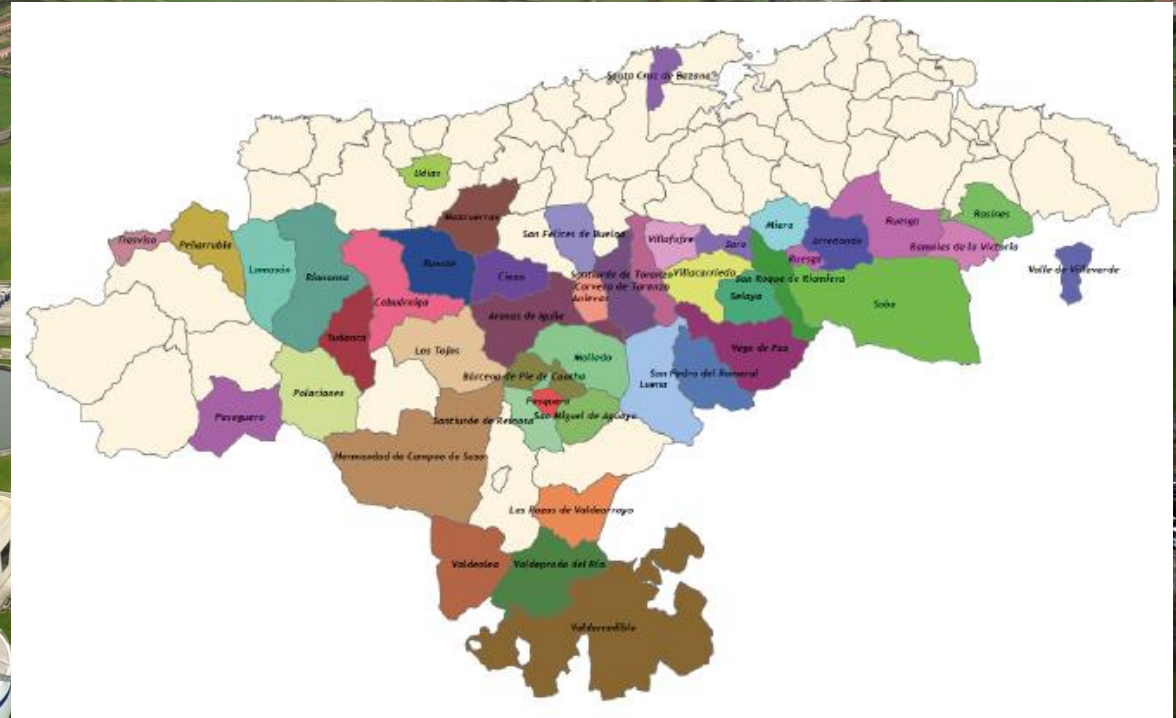 Santa Cruz de Bezana
Udías
Mazcuerras
Rasines
Ruesga
Miera
Tresviso
Peñarrubia
San Felices de Buelna
Villafufre
Saro
Arredondo
Ramales de la Victoria
Lamasón
Rionansa
Ruente
Cieza
Santiurde de Toranzo
Villacarriedo
Ruesga
Valle de Villaverde
San Roque de Riomiera
Corvera de Toranzo
Selaya
Anievas
Cabuérniga
Soba
Arenas de Iguña
Tudanca
Los Tojos
Molledo
Vega de Pas
Bárcena de Pie de Concha
San Pedro del Romeral
Luena
Polaciones
Pesquera
Pesaguero
Santiurde de Reinosa
San Miguel de Aguayo
Hermandad de Campoo de Suso
Las Rozas de Valdearroyo
Valdeolea
Valdeprado del Río
Valderredible